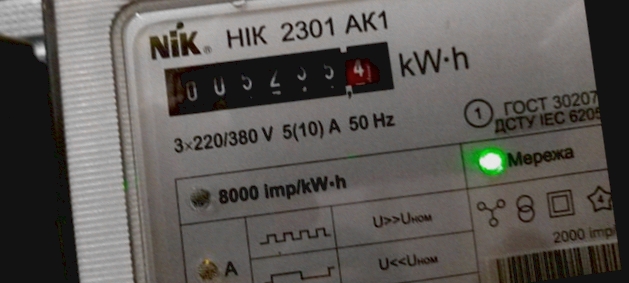 NiK. НІК 2301 АК1
kW·h
3×220/380 V 5(10) A 50 Hz
1 ГОСТ 30207
ДСТУ IEC 6205
8000 imp/kW·h
Мережа
U>>Uном
A
U<<Uном
2000 imp